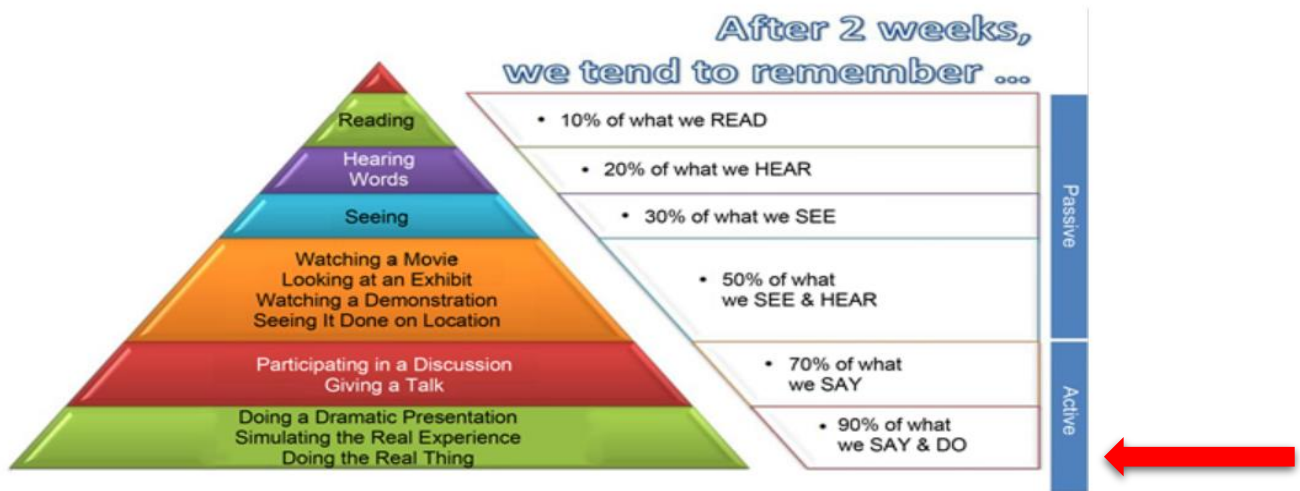 After 2 weeks,
we tend to remember ...
Reading
• 10% of what we READ
Hearing
Words
• 20% of what we HEAR
Seeing
• 30% of what we SEE
Watching a Movie
Looking at an Exhibit
Watching a Demonstration
Seeing It Done on Location
• 50% of what
we SEE & HEAR
Passive
Participating in a Discussion
Giving a Talk
• 70% of what
we SAY
Doing a Dramatic Presentation
Simulating the Real Experience
Doing the Real Thing
• 90% of what
we SAY & DO
Active